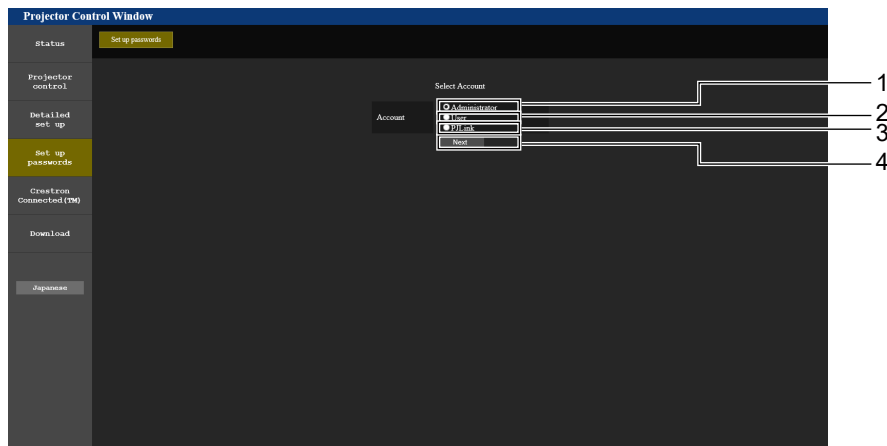 Projector Control Window
Status
Set up passwords
Projector
control
Select Account
1
Administrator
Account
User
2
PJLink
3
Next
4
Detailed
set up
Set up
passwords
Crestron
Connected(TM)
Download
Japanese